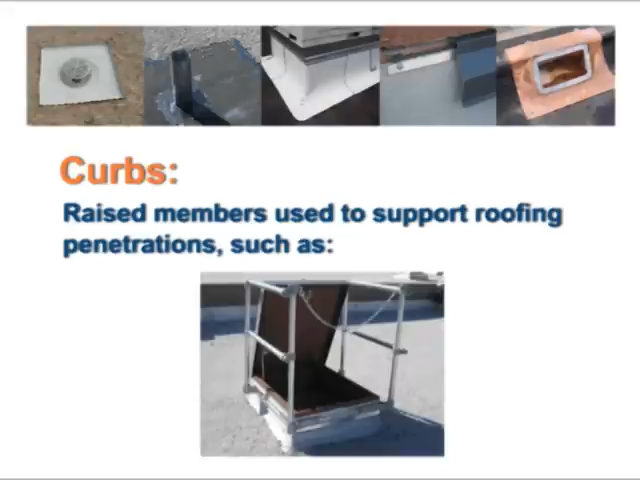 Curbs:
Raised members used to support roofing
penetrations, such as: